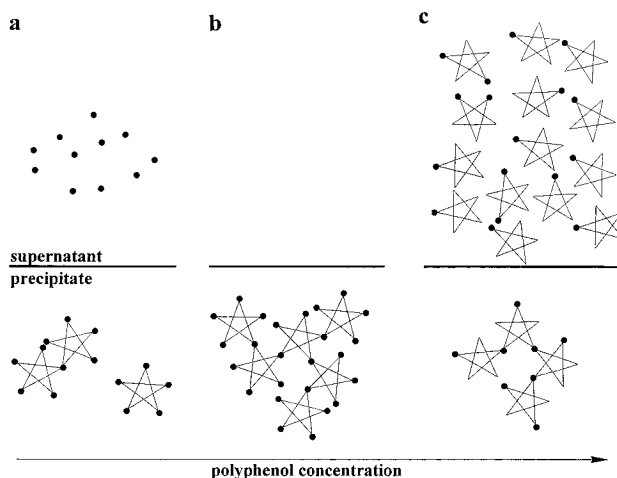 a
b
c
supernatant
precipitate
polyphenol concentration